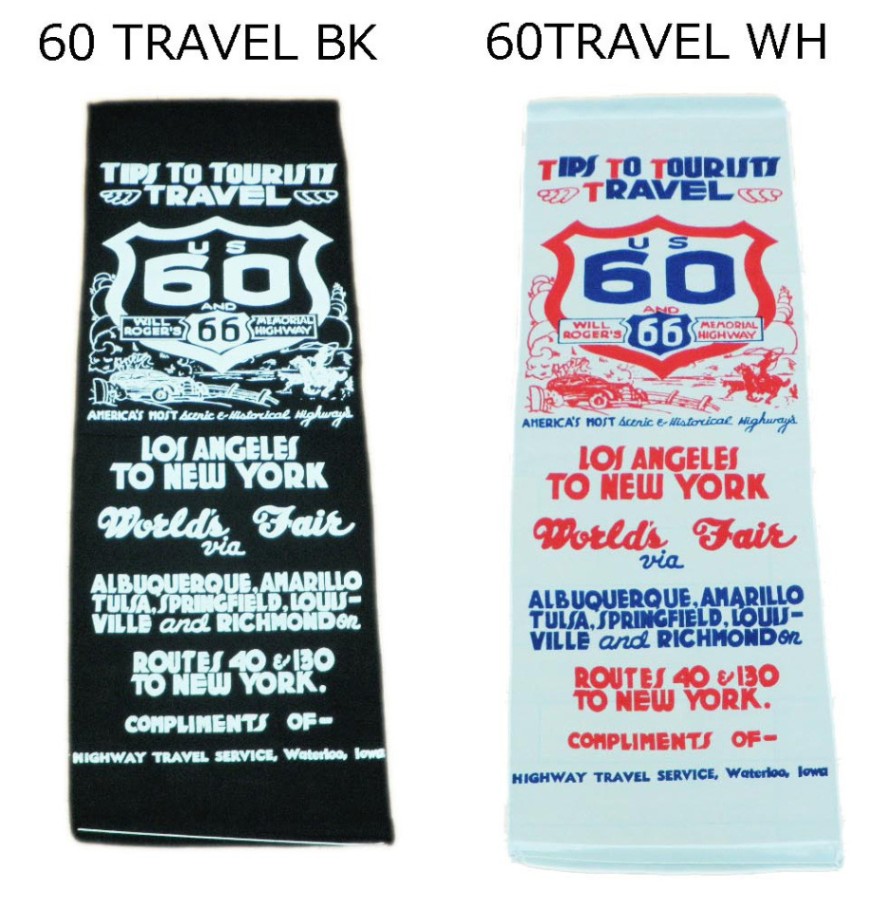 60 TRAVEL BK
TIPS TO TOURISTS
TRAVEL
U S
60
AND
WILL ROGER'S
66
MEMORIAL HIGHWAY
AMERICA'S MOST Scenic & Historical Highways
LOS ANGELES
TO NEW YORK
World's Fair
via
ALBUQUERQUE, AMARILLO
TULSA, SPRINGFIELD, LOUIS-
VILLE and RICHMOND on
ROUTES 40 & 130
TO NEW YORK.
COMPLIMENTS OF-
HIGHWAY TRAVEL SERVICE, Waterloo, Iowa
60TRAVEL WH
TIPS TO TOURISTS
TRAVEL
U S
60
AND
WILL ROGER'S
66
MEMORIAL HIGHWAY
AMERICA'S MOST Scenic & Historical Highways
LOS ANGELES
TO NEW YORK
World's Fair
via
ALBUQUERQUE, AMARILLO
TULSA, SPRINGFIELD, LOUIS-
VILLE and RICHMOND on
ROUTES 40 & 130
TO NEW YORK.
COMPLIMENTS OF-
HIGHWAY TRAVEL SERVICE, Waterloo, Iowa